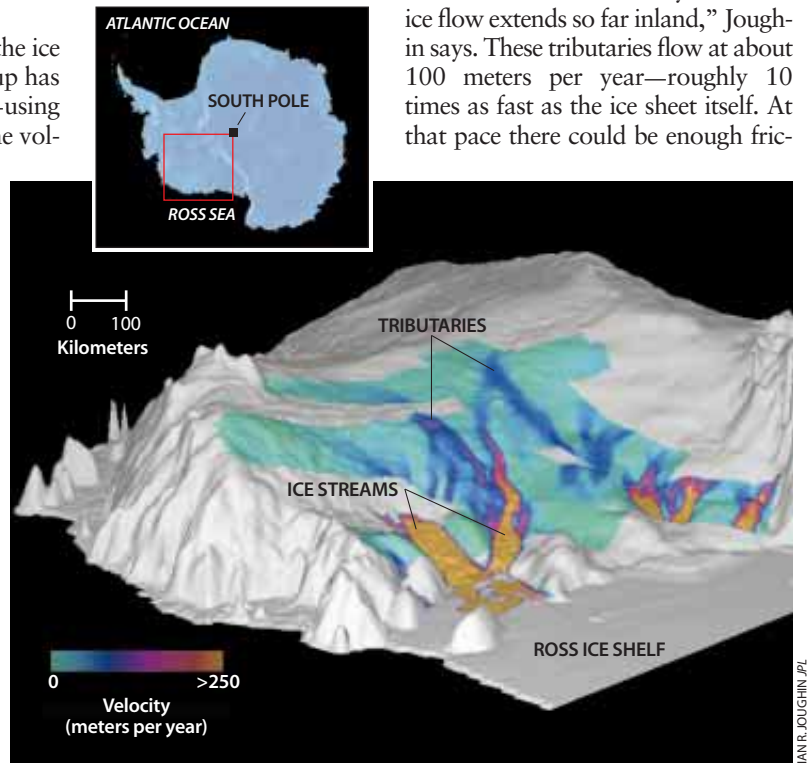 the ice
up has
-using
ne vol-
ice flow extends so far inland,” Jough-
in says. These tributaries flow at about
100 meters per year—roughly 10
times as fast as the ice sheet itself. At
that pace there could be enough fric-
ATLANTIC OCEAN
SOUTH POLE
ROSS SEA
0 100
Kilometers
TRIBUTARIES
ICE STREAMS
ROSS ICE SHELF
0 >250
Velocity
(meters per year)
IAN R. JOUGHIN JPL